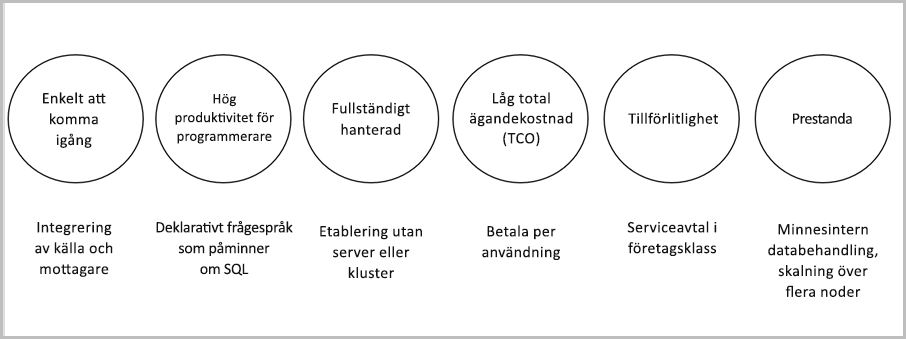 Enkelt att
komma
igång
Hög
produktivitet för
programmerare
Fullständigt
hanterad
Låg total
ägandekostnad
(TCO)
Tillförlitlighet
Prestanda
Integrering
av källa och
mottagare
Deklarativt frågespråk
som påminner
om SQL
Etablering utan
server eller
kluster
Betala per
användning
Serviceavtal i
företagsklass
Minnesintern
databehandling,
skalning över
flera noder